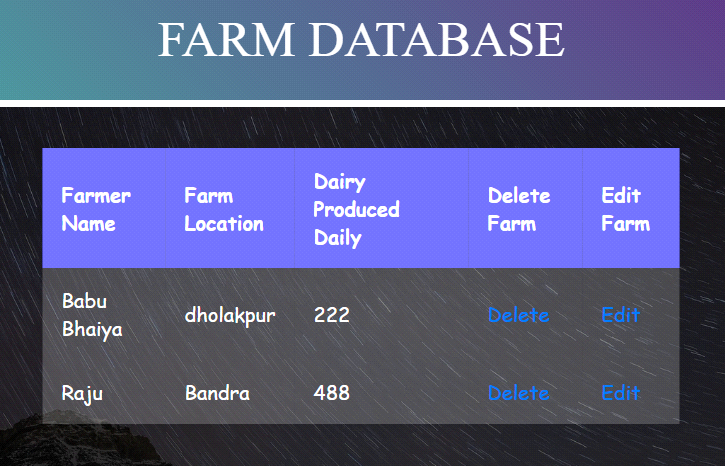 FARM DATABASE
Farmer Name Farm Location Dairy Produced Daily Delete Farm Edit Farm
Babu Bhaiya dholakpur 222 Delete Edit
Raju Bandra 488 Delete Edit